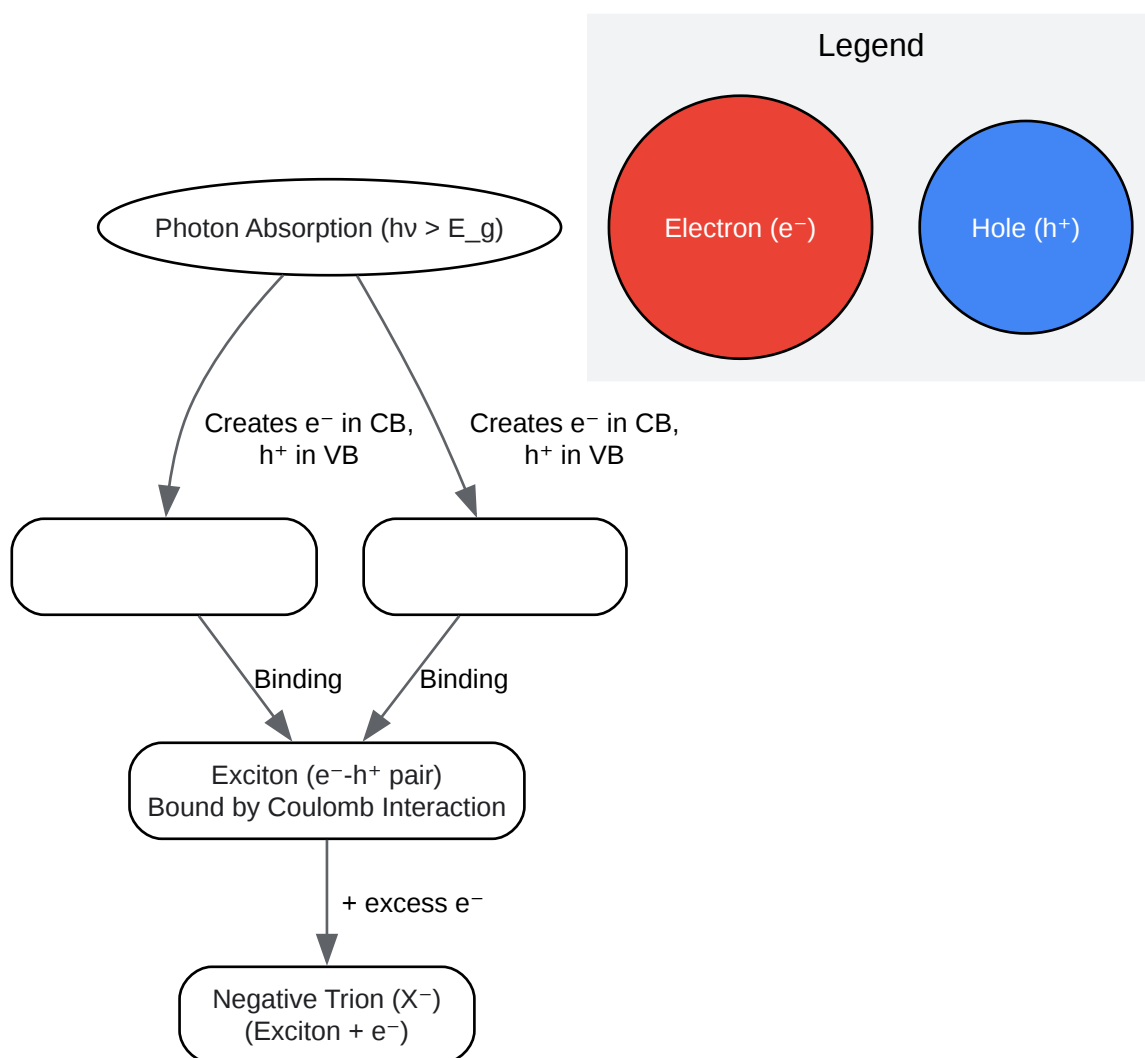 Legend
Electron (e⁻)
Hole (h⁺)
Photon Absorption (hν > E_g)
Creates e⁻ in CB,
h⁺ in VB
Creates e⁻ in CB,
h⁺ in VB
Binding
Binding
Exciton (e⁻-h⁺ pair)
Bound by Coulomb Interaction
+ excess e⁻
Negative Trion (X⁻)
(Exciton + e⁻)